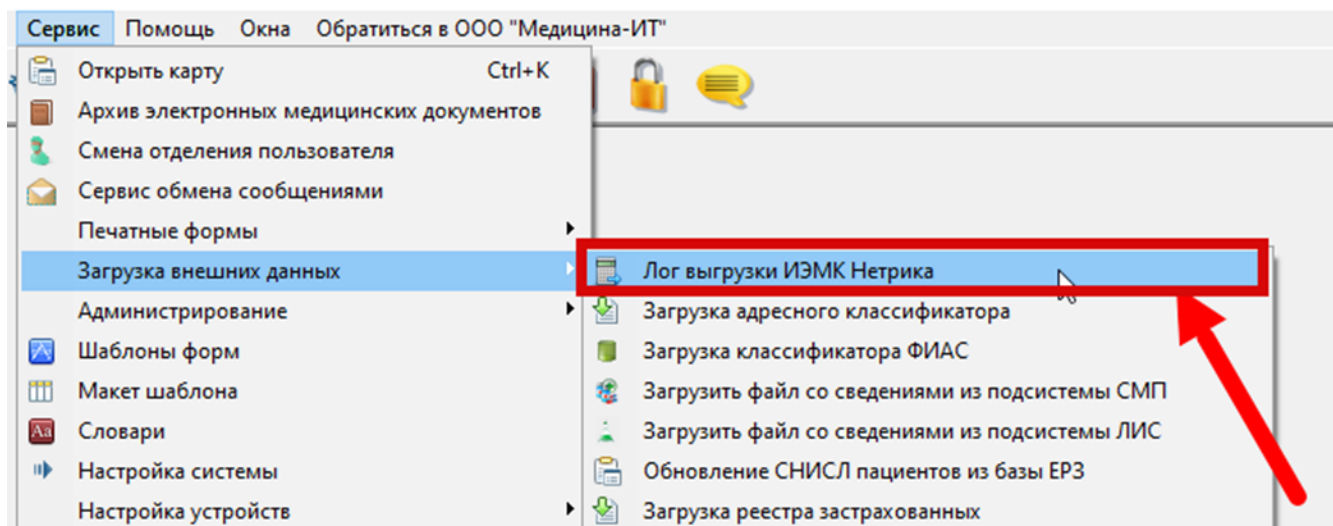 Сервис Помощь Окна Обратиться в ООО "Медицина-ИТ"
Открыть карту Ctrl+K
Архив электронных медицинских документов
Смена отделения пользователя
Сервис обмена сообщениями
Печатные формы
Загрузка внешних данных
Администрирование
Шаблоны форм
Макет шаблона
Аа Словари
Настройка системы
Настройка устройств
Лог выгрузки ИЭМК Нетрика
Загрузка адресного классификатора
Загрузка классификатора ФИАС
Загрузить файл со сведениями из подсистемы СМП
Загрузить файл со сведениями из подсистемы ЛИС
Обновление СНИСЛ пациентов из базы ЕРЗ
Загрузка реестра застрахованных